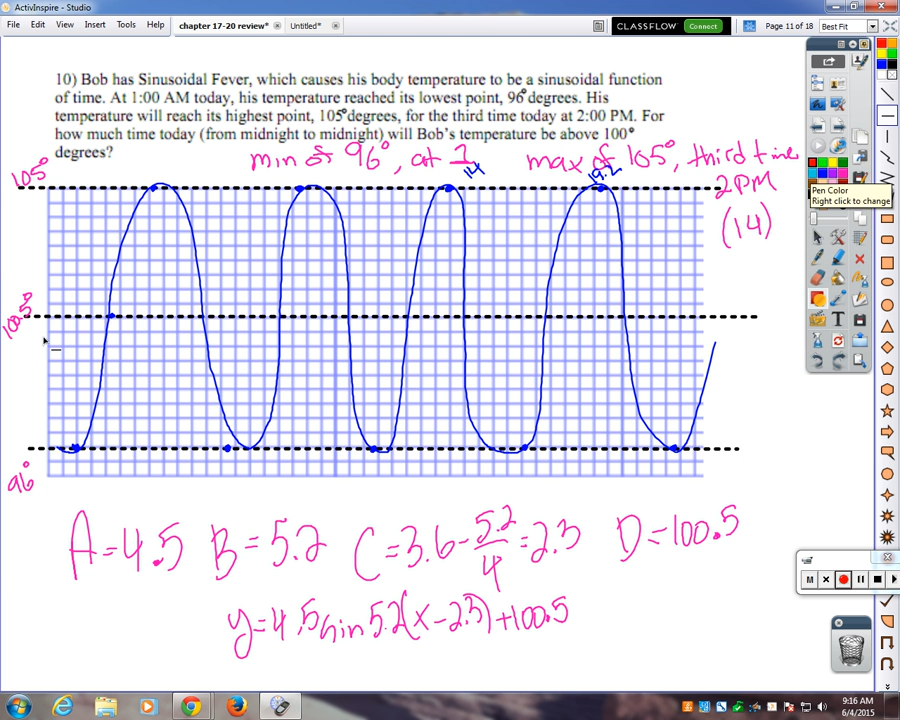 ActivInspire - Studio
File Edit View Insert Tools Help
chapter 17-20 review* Untitled*
CLASSFLOW Connect
Page 11 of 18 Best Fit
10) Bob has Sinusoidal Fever, which causes his body temperature to be a sinusoidal function
of time. At 1:00 AM today, his temperature reached its lowest point, 96° degrees. His
temperature will reach its highest point, 105° degrees, for the third time today at 2:00 PM. For
how much time today (from midnight to midnight) will Bob's temperature be above 100°
degrees?
min of 96°, at 1
max of 105°, third time
2PM
(14)
105°
14
19.2
Pen Color
Right click to change
100.5°
96°
A=4.5 B=5.2 C=3.6-5.2/4=2.3 D=100.5
y=4.5sin5.2(x-2.3)+100.5
M
9:16 AM
6/4/2015